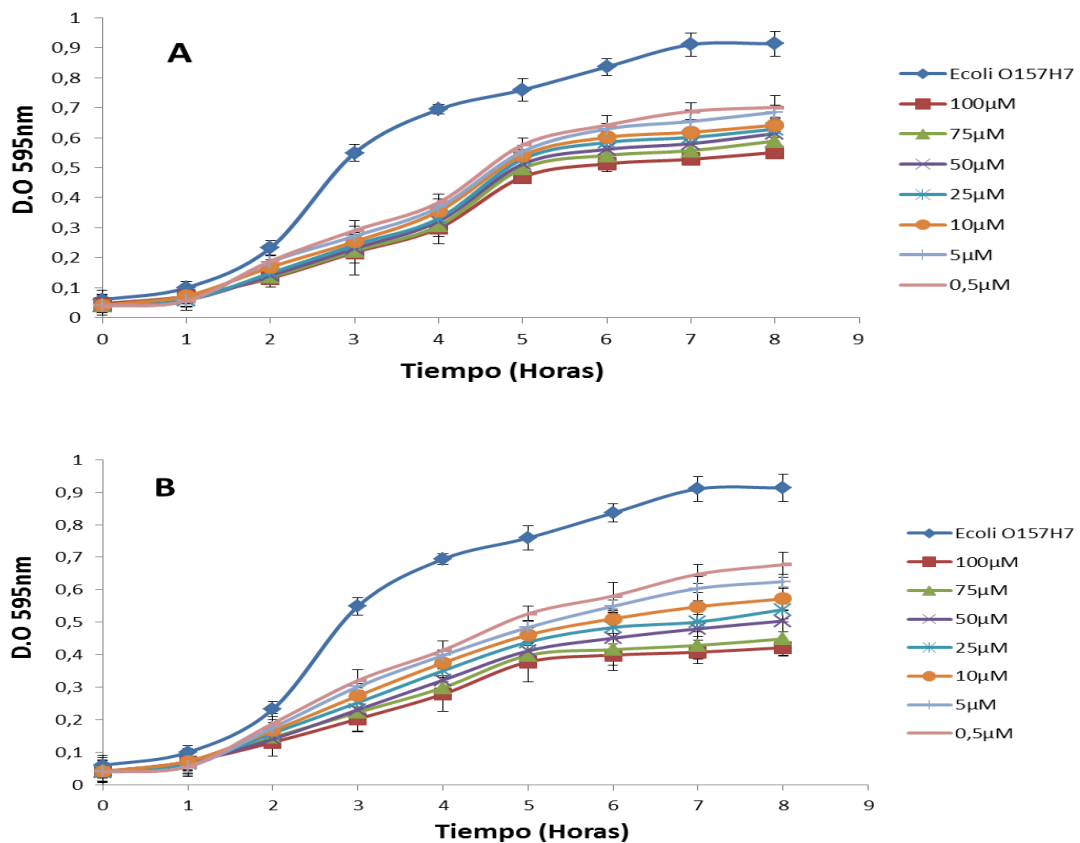 A
D.O 595nm
1
0,9
0,8
0,7
0,6
0,5
0,4
0,3
0,2
0,1
0
0 1 2 3 4 5 6 7 8 9
Tiempo (Horas)
Ecoli O157H7
100µM
75µM
50µM
25µM
10µM
5µM
0,5µM
B
D.O 595nm
1
0,9
0,8
0,7
0,6
0,5
0,4
0,3
0,2
0,1
0
0 1 2 3 4 5 6 7 8 9
Tiempo (Horas)
Ecoli O157H7
100µM
75µM
50µM
25µM
10µM
5µM
0,5µM